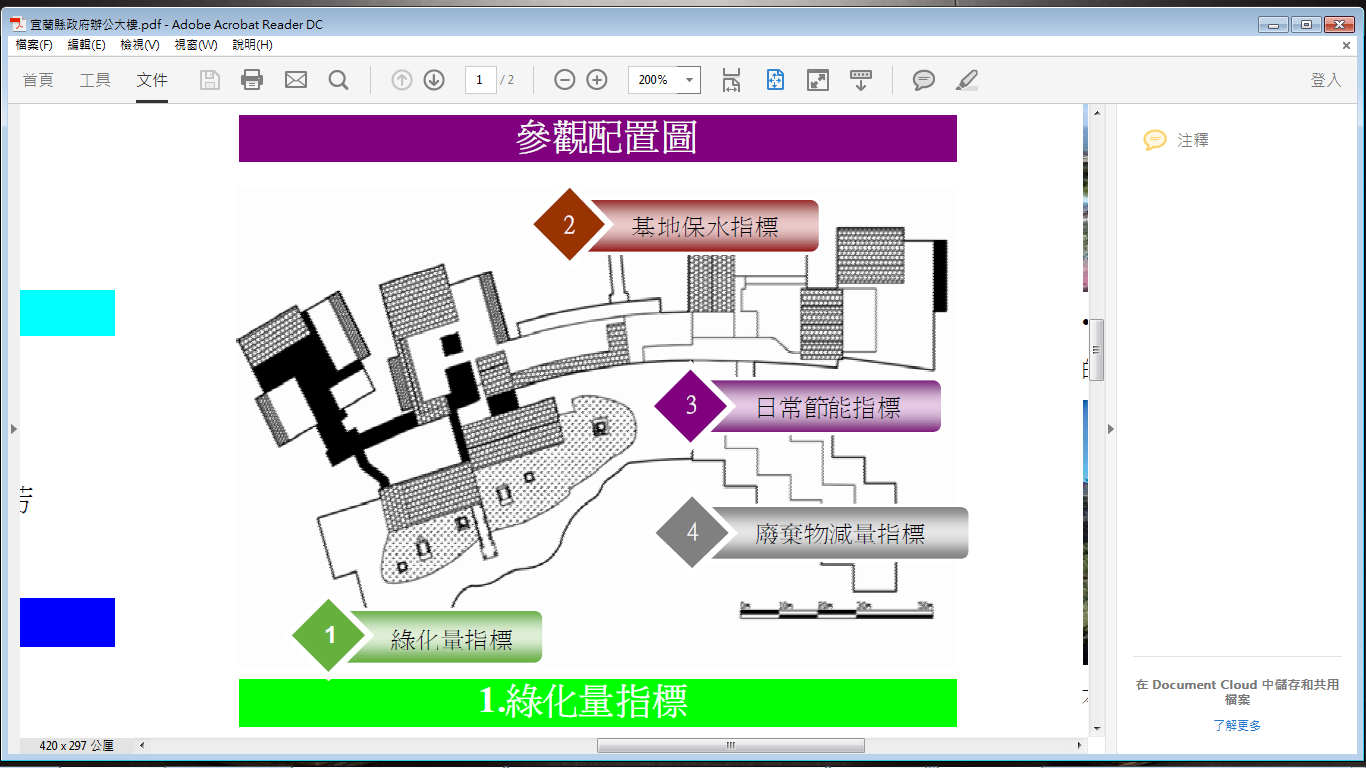 宜蘭縣政府辦公大樓.pdf - Adobe Acrobat Reader DC
檔案(F) 編輯(E) 檢視(V) 視窗(W) 說明(H)
首頁 工具 文件 1 / 2 200% 登入
參觀配置圖
注釋
2 基地保水指標
3 日常節能指標
4 廢棄物減量指標
1 綠化量指標
1.綠化量指標
在 Document Cloud 中儲存和共用
檔案
了解更多
420 x 297 公厘